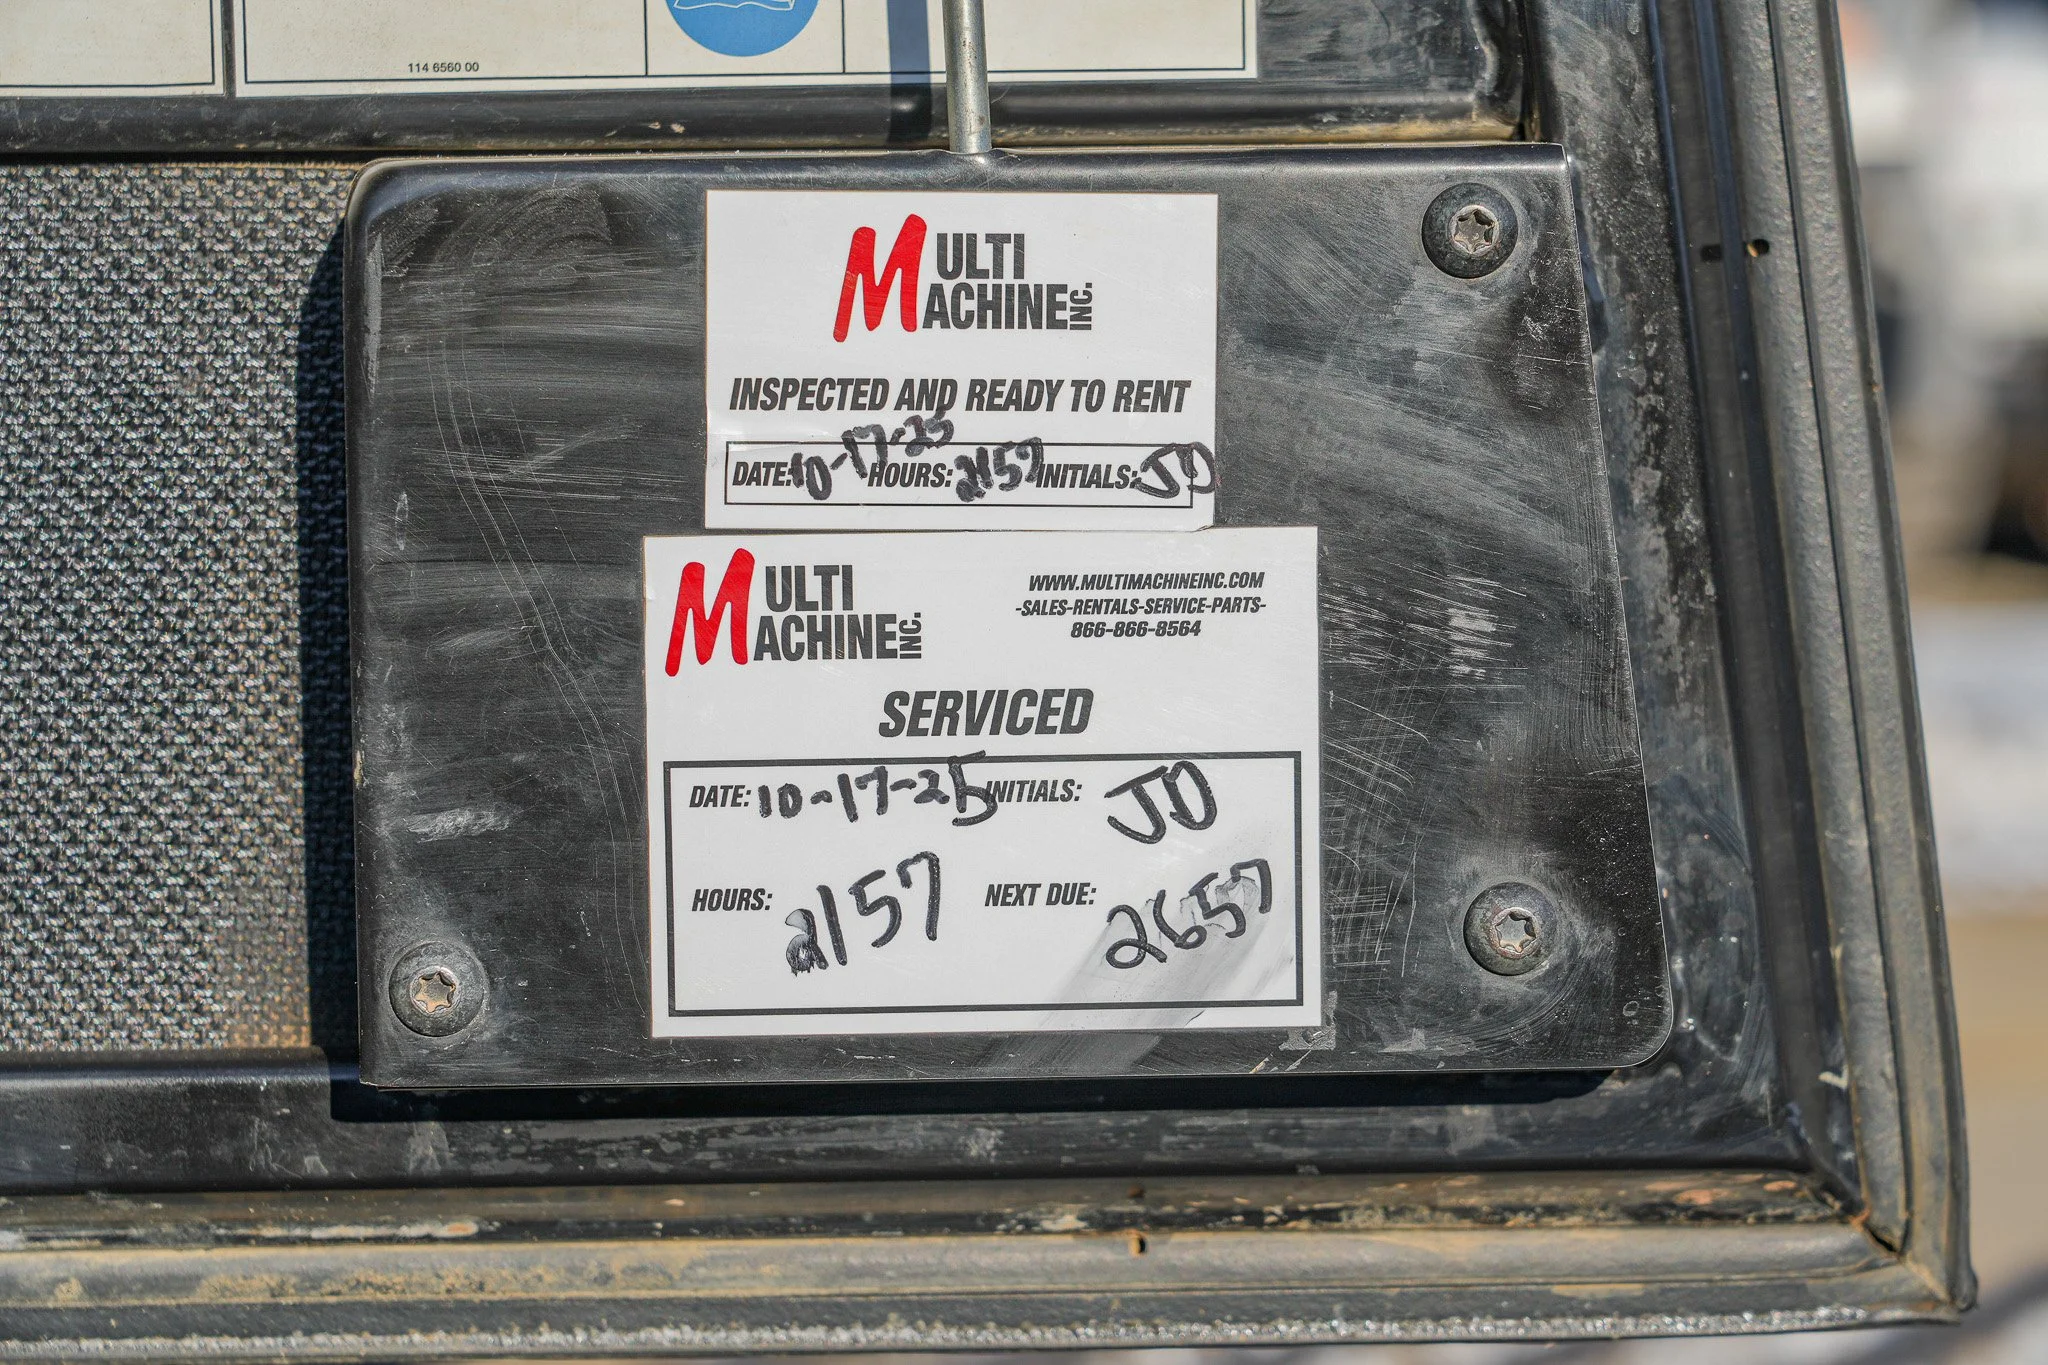 114 6560 00
MULTI
MACHINE INC.
INSPECTED AND READY TO RENT
DATE: 10-17-25 HOURS: 2157 INITIALS: JD
MULTI
MACHINE INC.
WWW.MULTIMACHINEINC.COM
-SALES-RENTALS-SERVICE-PARTS-
866-866-8564
SERVICED
DATE: 10-17-25 INITIALS: JD
HOURS: 2157 NEXT DUE: 2657